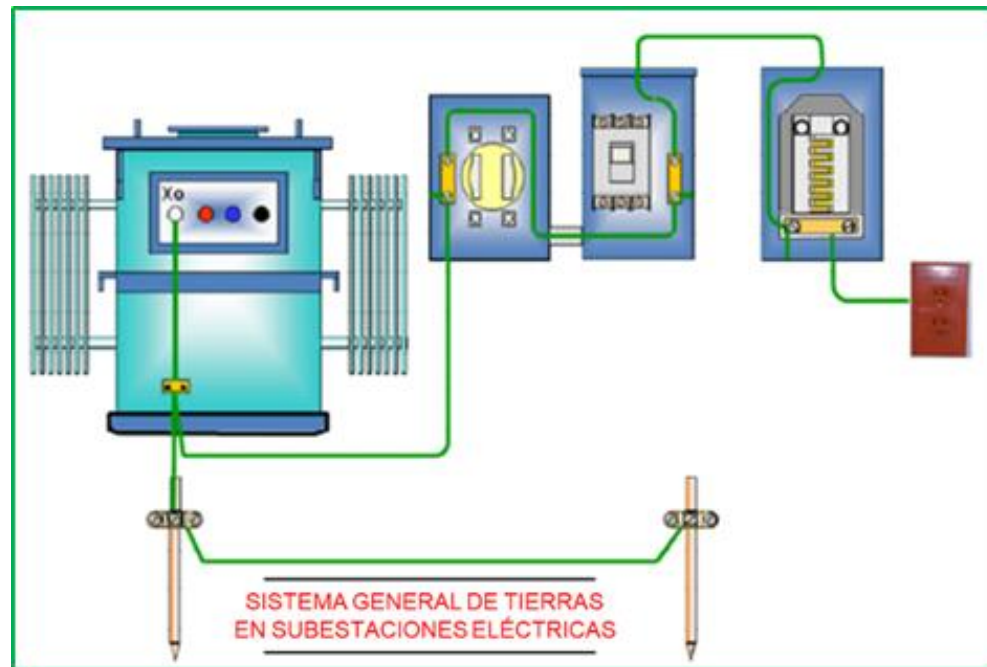 Xo
SISTEMA GENERAL DE TIERRAS
EN SUBESTACIONES ELÉCTRICAS